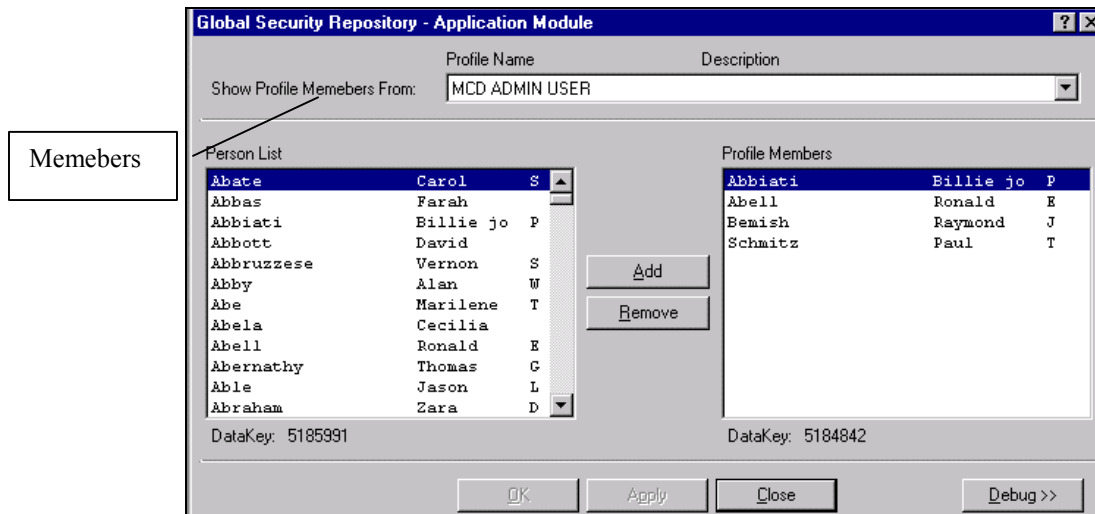 Global Security Repository - Application Module
Profile Name Description
Show Profile Memebers From: MCD ADMIN USER
Memebers
Person List Profile Members
Abate Carol S Abbiati Billie jo P
Abbas Farah Abell Ronald E
Abbiati Billie jo P Bemish Raymond J
Abbott David Schmitz Paul T
Abbruzzese Vernon S
Abby Alan W
Abe Marilene T
Abela Cecilia
Abell Ronald E
Abernathy Thomas G
Able Jason L
Abraham Zara D
Add
Remove
DataKey: 5185991 DataKey: 5184842
OK Apply Close Debug >>